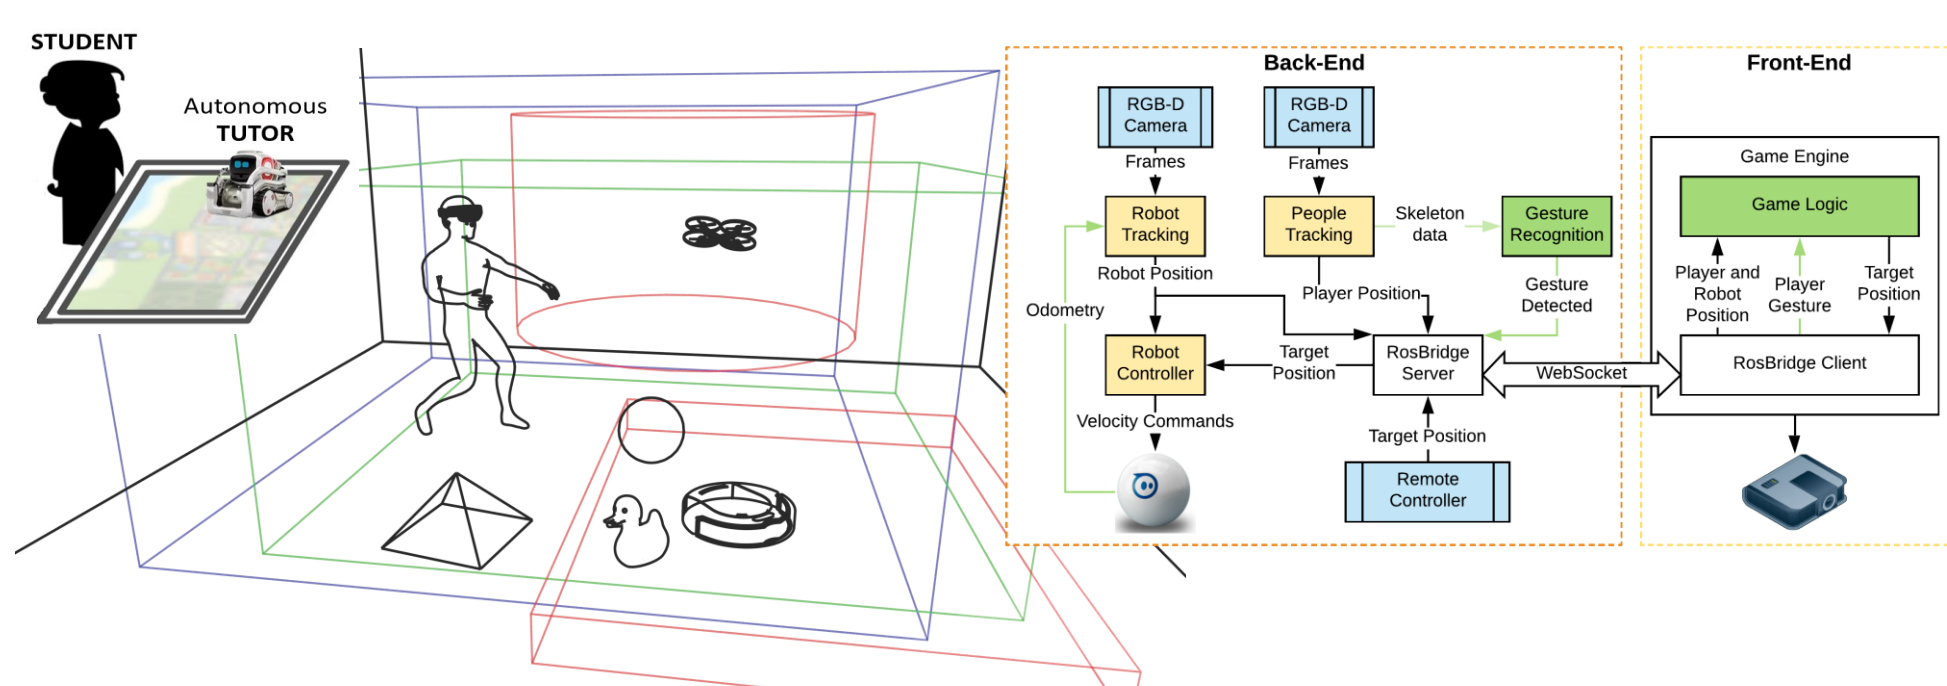 STUDENT
Autonomous
TUTOR
Back-End
Front-End
RGB-D
Camera
RGB-D
Camera
Frames
Frames
Robot
Tracking
People
Tracking
Skeleton
data
Gesture
Recognition
Robot Position
Player Position
Gesture
Detected
Odometry
Robot
Controller
Target
Position
RosBridge
Server
WebSocket
Velocity Commands
Target Position
Remote
Controller
Game Engine
Game Logic
Player and
Robot
Position
Player
Gesture
Target
Position
RosBridge Client